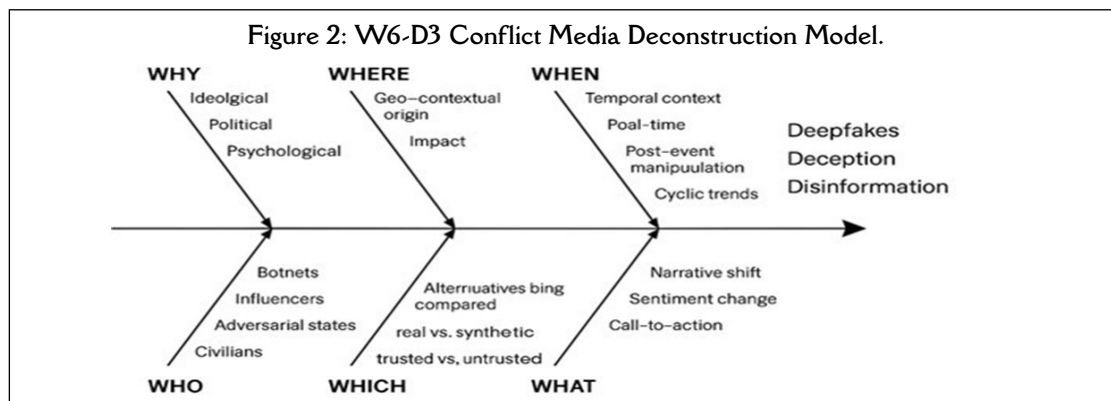 Figure 2: W6-D3 Conflict Media Deconstruction Model.
WHY
Ideolgical
Political
Psychological
WHERE
Geo-contextual
origin
Impact
WHEN
Temporal context
Poal-time
Post-event
manipuulation
Cyclic trends
Deepfakes
Deception
Disinformation
Botnets
Influencers
Adversarial states
Civilians
WHO
Alternuatives bing
compared
real vs. synthetic
trusted vs, untrusted
WHICH
Narrative shift
Sentiment change
Call-to-action
WHAT